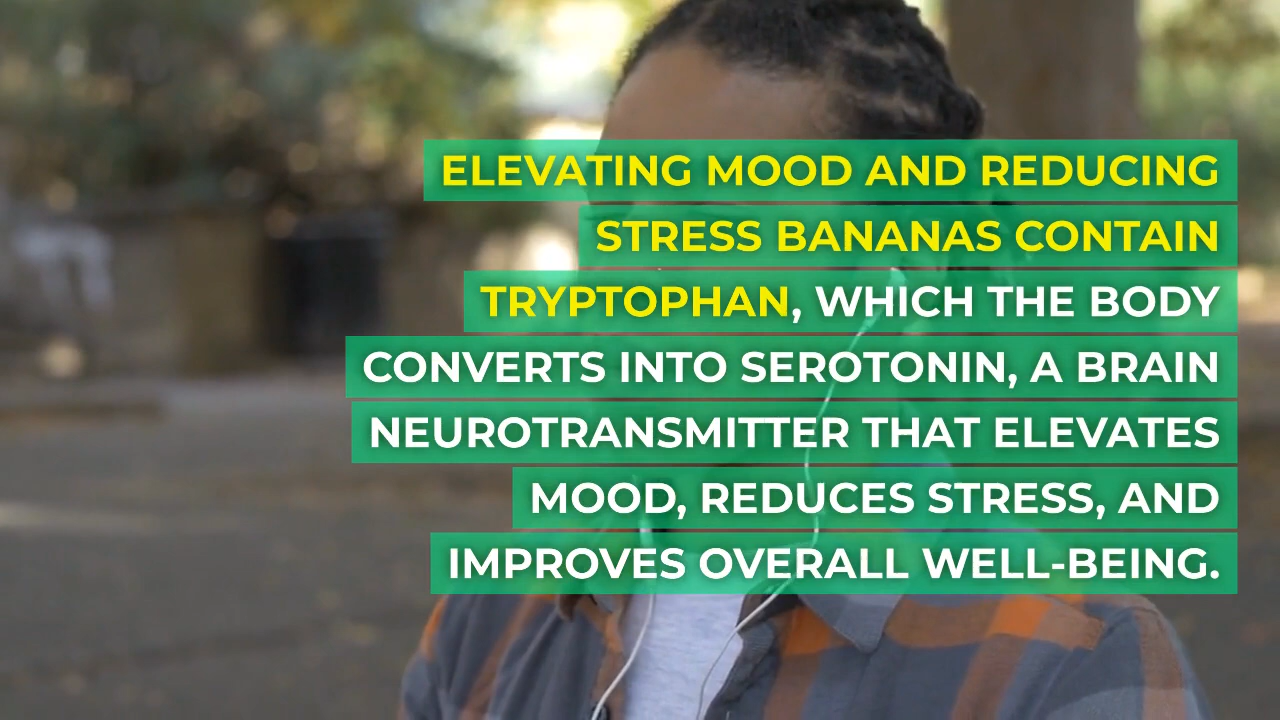 ELEVATING MOOD AND REDUCING
STRESS BANANAS CONTAIN
TRYPTOPHAN, WHICH THE BODY
CONVERTS INTO SEROTONIN, A BRAIN
NEUROTRANSMITTER THAT ELEVATES
MOOD, REDUCES STRESS, AND
IMPROVES OVERALL WELL-BEING.